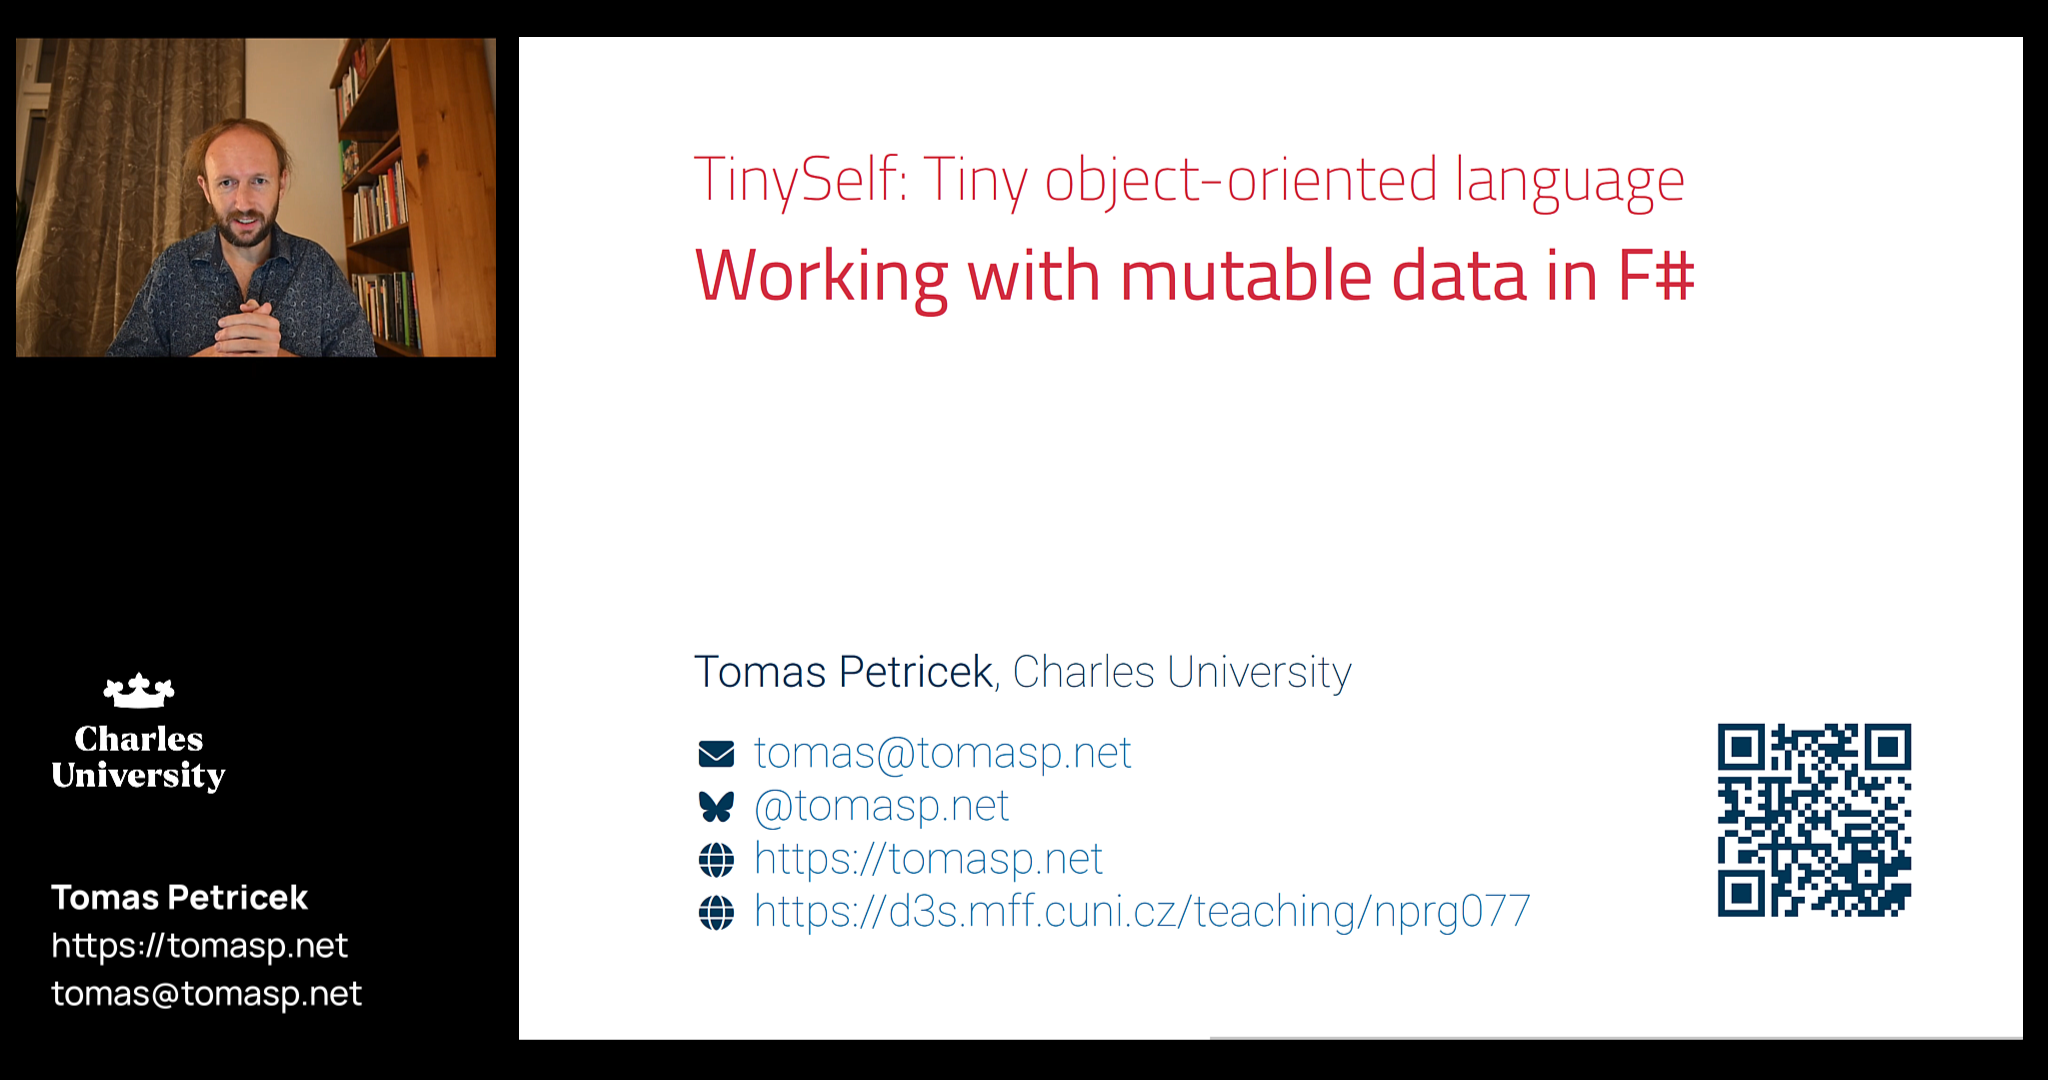 TinySelf: Tiny object-oriented language
Working with mutable data in F#
Tomas Petricek, Charles University
tomas@tomasp.net
@tomasp.net
https://tomasp.net
https://d3s.mff.cuni.cz/teaching/nprg077
Charles
University
Tomas Petricek
https://tomasp.net
tomas@tomasp.net